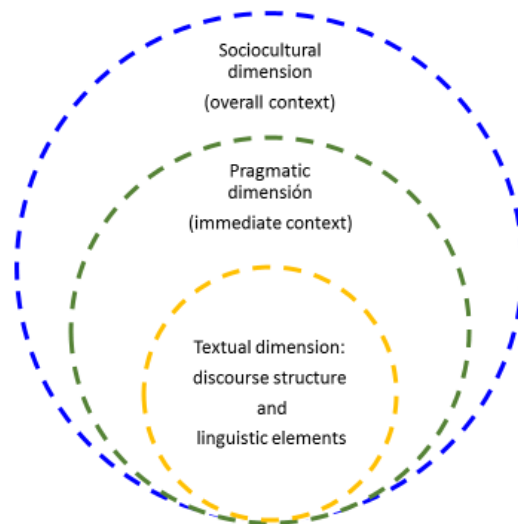 Sociocultural
dimension
(overall context)
Pragmatic
dimensión
(immediate context)
Textual dimension:
discourse structure
and
linguistic elements